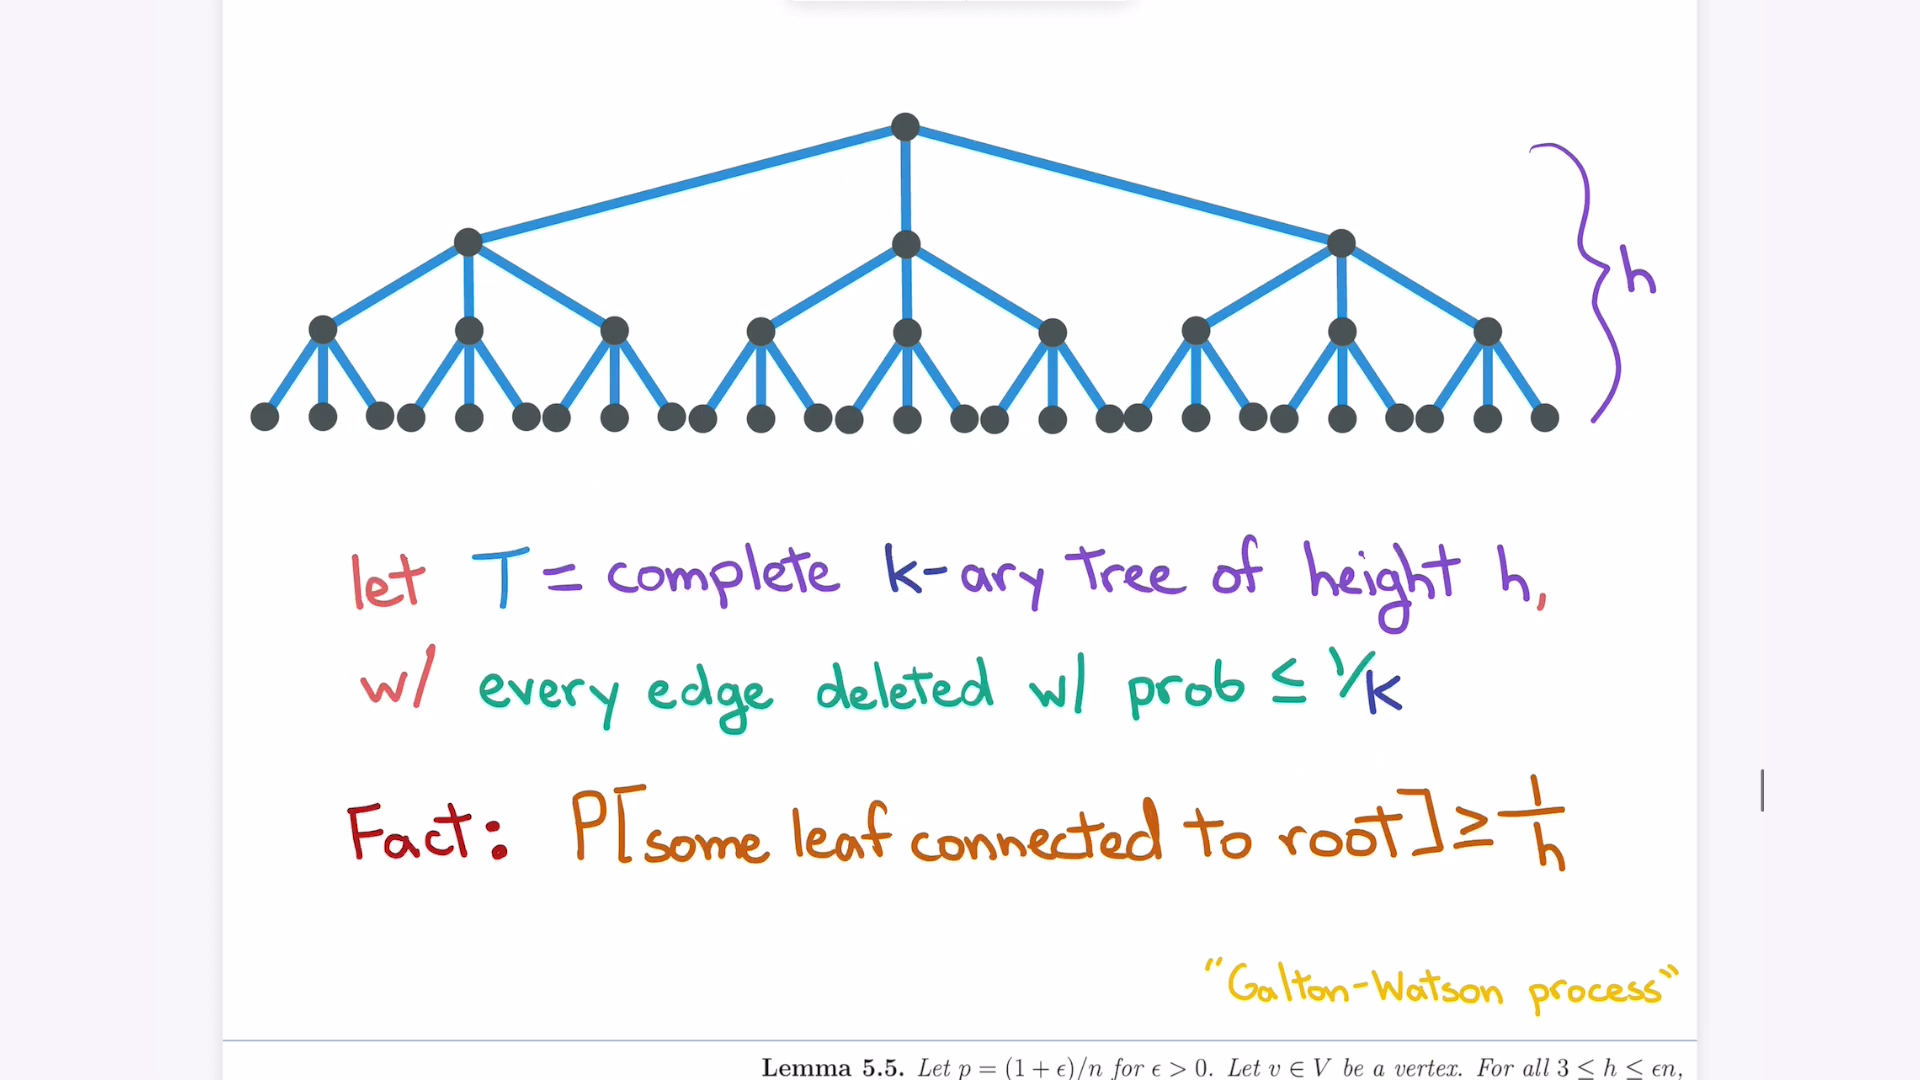 h
let T = complete k-ary tree of height h,
w/ every edge deleted w/ prob ≤ 1/k
Fact: P[some leaf connected to root] ≥ 1/h
"Galton-Watson process"
Lemma 5.5. Let p = (1 + ϵ)/n for ϵ > 0. Let v ∈ V be a vertex. For all 3 ≤ h ≤ ϵn,